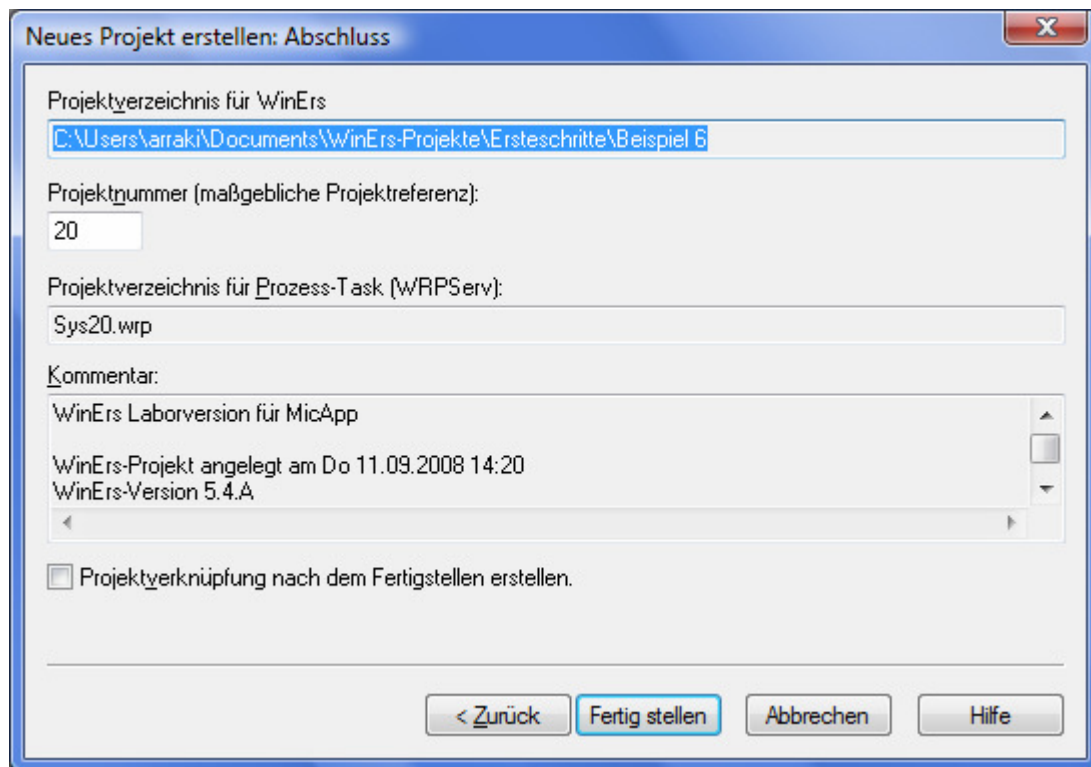 Neues Projekt erstellen: Abschluss
Projektverzeichnis für WinErs
C:\Users\arraki\Documents\WinErs-Projekte\Ersteschritte\Beispiel 6
Projektnummer (maßgebliche Projektreferenz):
20
Projektverzeichnis für Prozess-Task (WRPServ):
Sys20.wrp
Kommentar:
WinErs Laborversion für MicApp
WinErs-Projekt angelegt am Do 11.09.2008 14:20
WinErs-Version 5.4.A
Projektverknüpfung nach dem Fertigstellen erstellen.
< Zurück Fertig stellen Abbrechen Hilfe